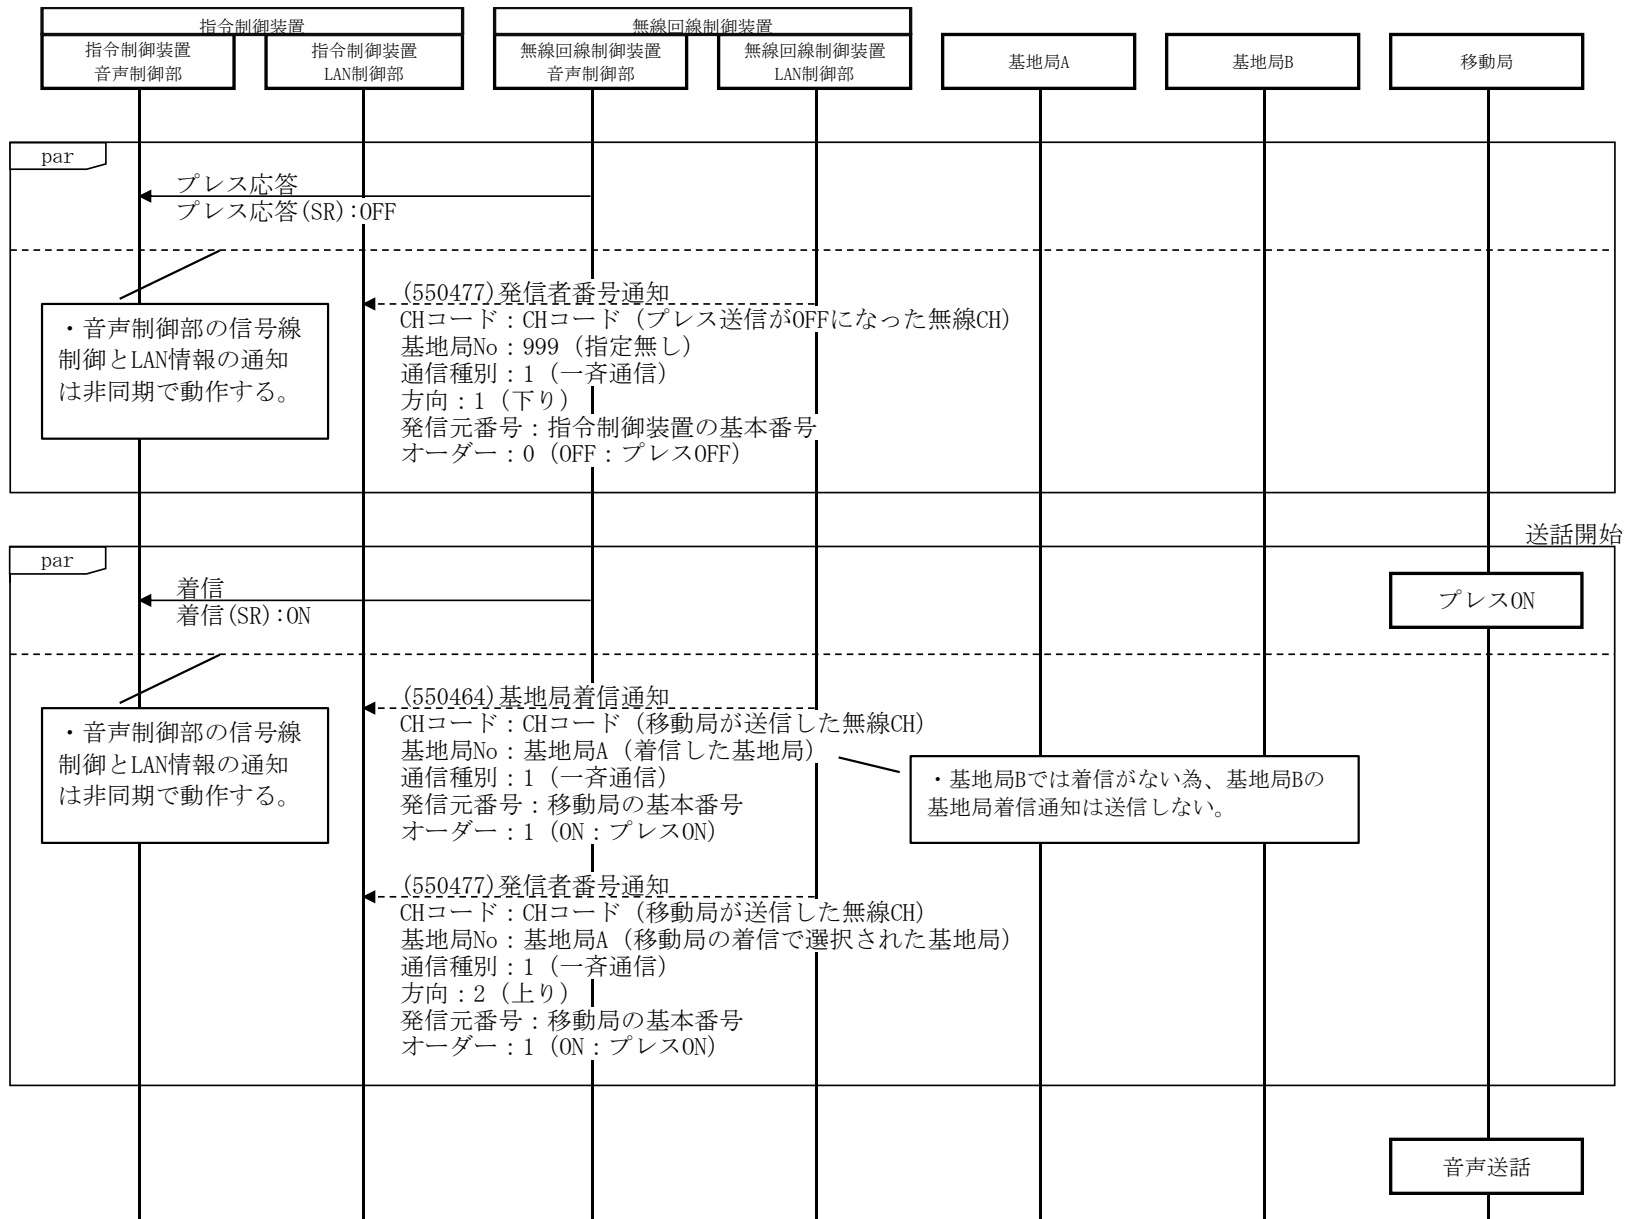 指令制御装置
無線回線制御装置
指令制御装置
音声制御部
指令制御装置
LAN制御部
無線回線制御装置
音声制御部
無線回線制御装置
LAN制御部
基地局A
基地局B
移動局
par
プレス応答
プレス応答(SR):OFF
(550477)発信者番号通知
CHコード：CHコード（プレス送信がOFFになった無線CH）
基地局No：999（指定無し）
通信種別：1（一斉通信）
方向：1（下り）
発信元番号：指令制御装置の基本番号
オーダー：0（OFF：プレスOFF）
・音声制御部の信号線
制御とLAN情報の通知
は非同期で動作する。
送話開始
par
着信
着信(SR):ON
プレスON
(550464)基地局着信通知
CHコード：CHコード（移動局が送信した無線CH）
基地局No：基地局A（着信した基地局）
通信種別：1（一斉通信）
発信元番号：移動局の基本番号
オーダー：1（ON：プレスON）
・音声制御部の信号線
制御とLAN情報の通知
は非同期で動作する。
・基地局Bでは着信がない為、基地局Bの
基地局着信通知は送信しない。
(550477)発信者番号通知
CHコード：CHコード（移動局が送信した無線CH）
基地局No：基地局A（移動局の着信で選択された基地局）
通信種別：1（一斉通信）
方向：2（上り）
発信元番号：移動局の基本番号
オーダー：1（ON：プレスON）
音声送話